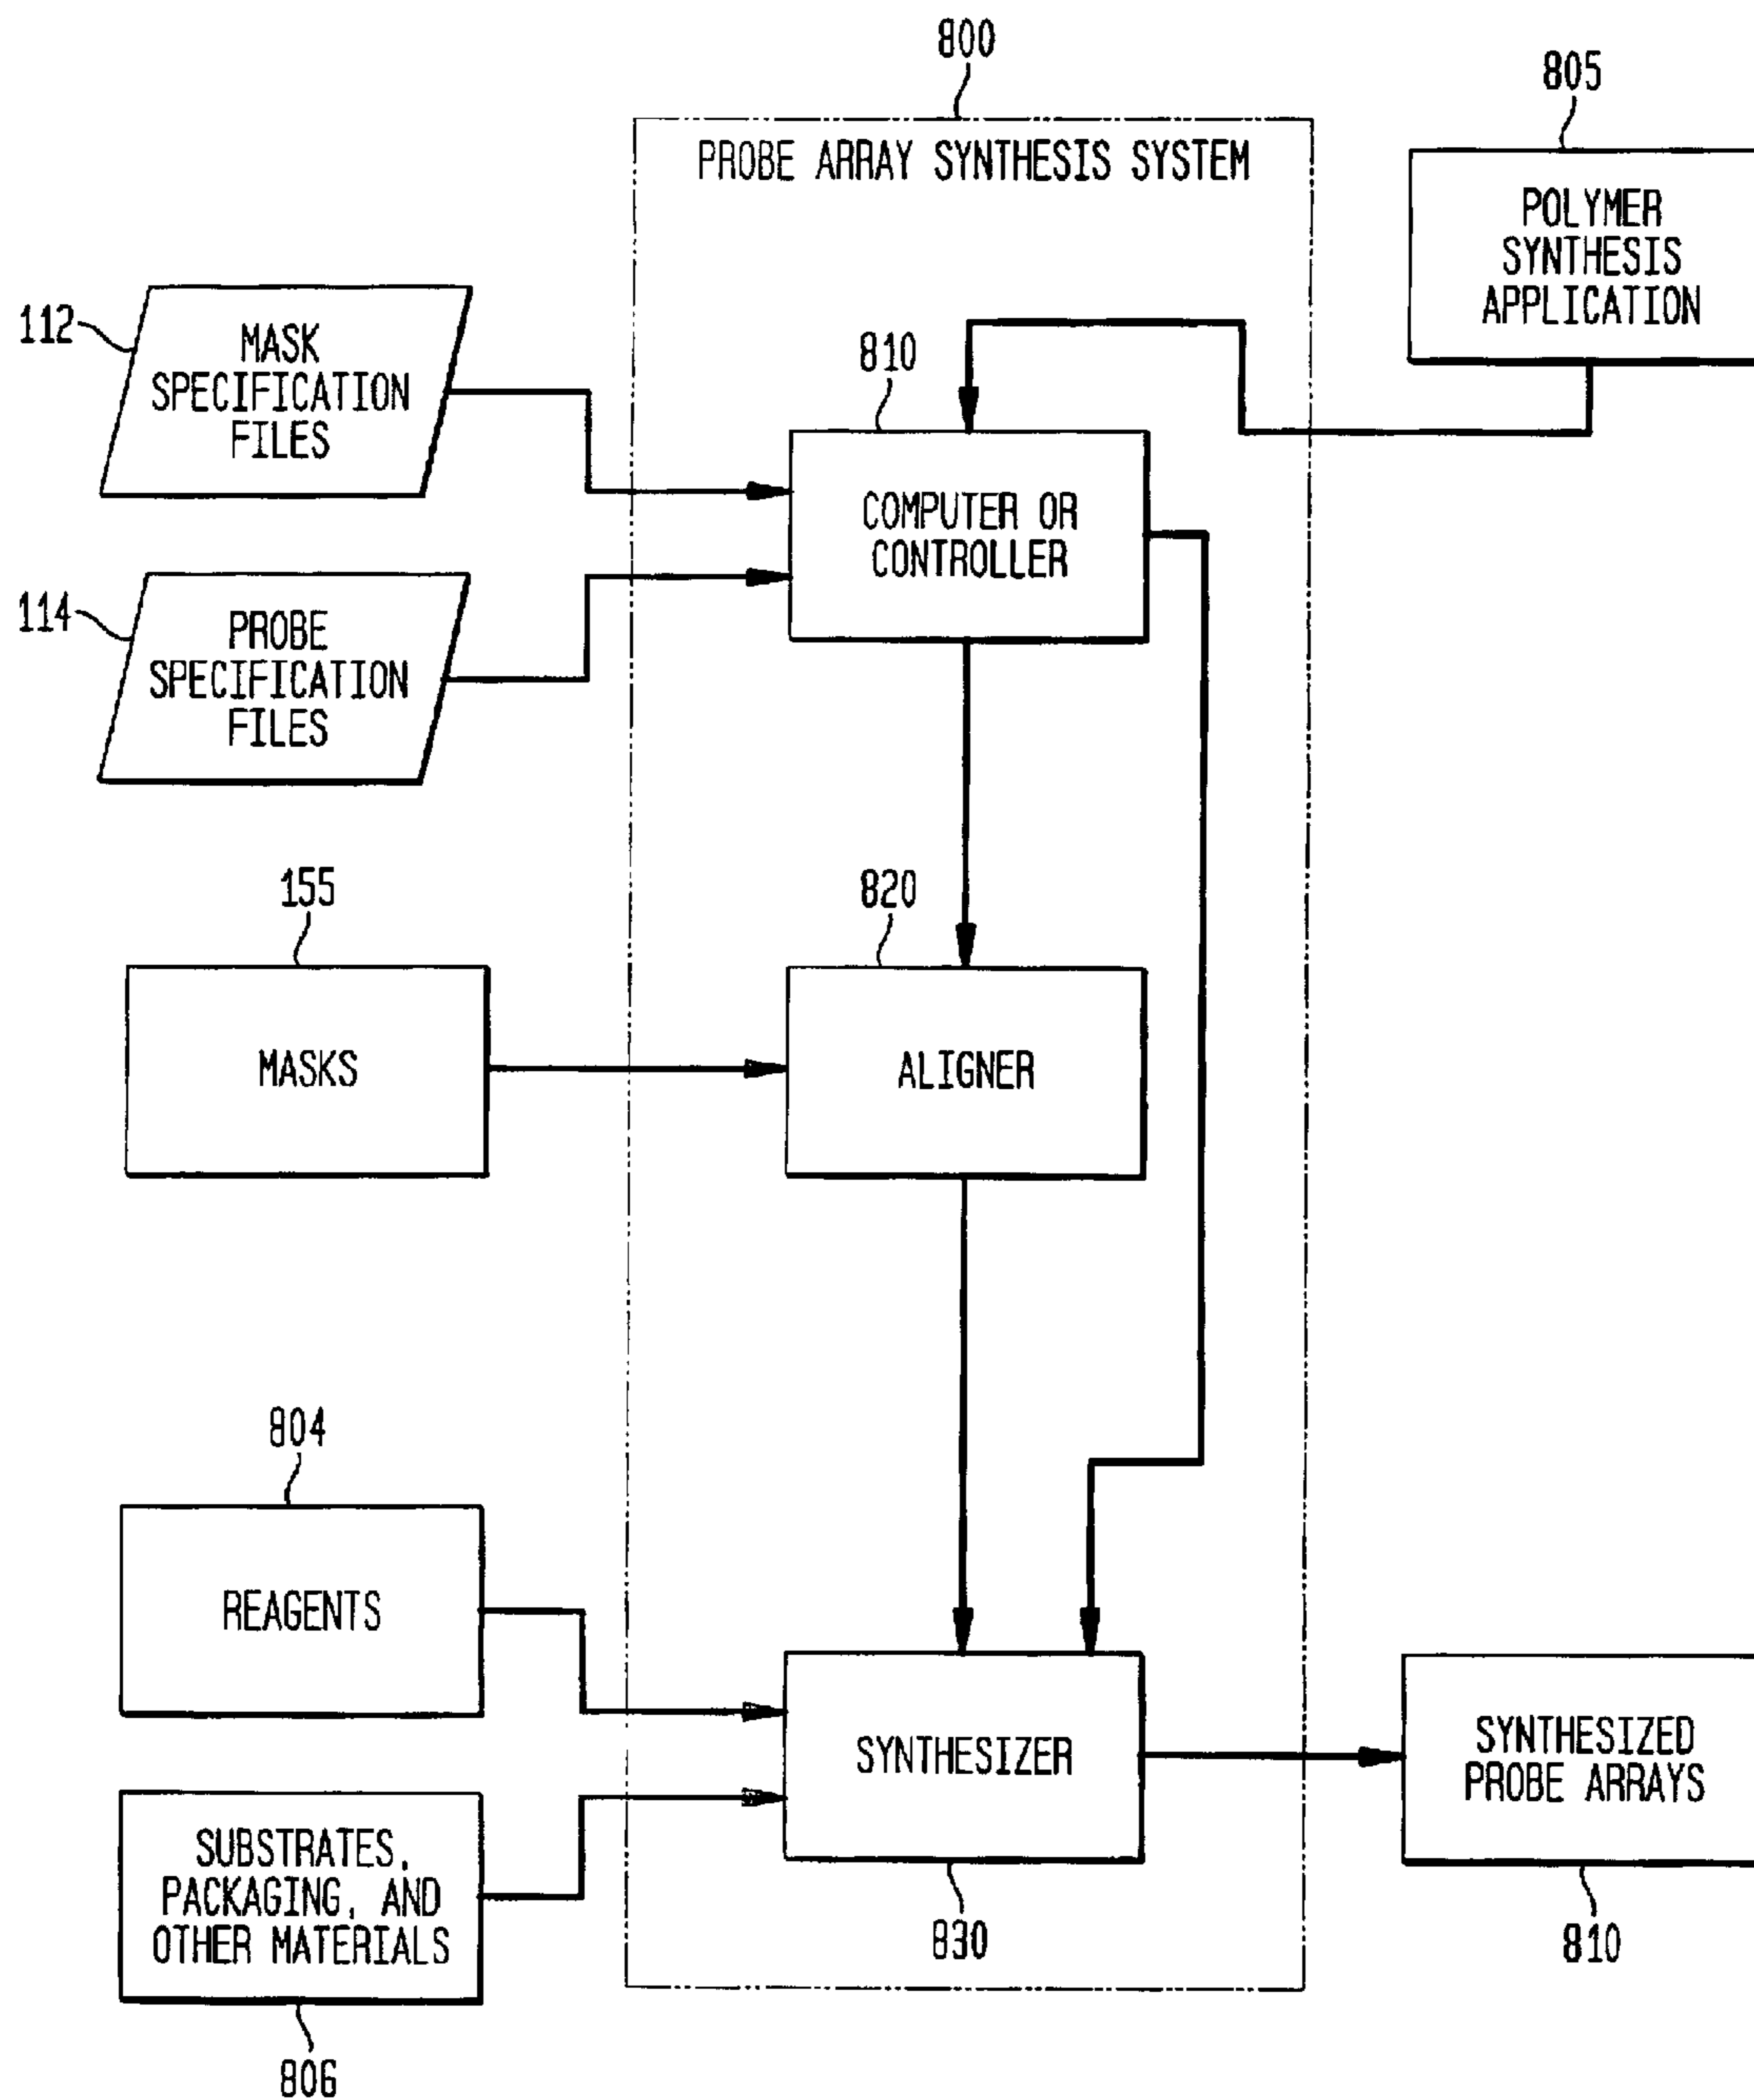 800
805
PROBE ARRAY SYNTHESIS SYSTEM
POLYMER
SYNTHESIS
APPLICATION
112
MASK
SPECIFICATION
FILES
810
COMPUTER OR
CONTROLLER
114
PROBE
SPECIFICATION
FILES
155
820
MASKS
ALIGNER
804
REAGENTS
SYNTHESIZER
SYNTHESIZED
PROBE ARRAYS
SUBSTRATES,
PACKAGING, AND
OTHER MATERIALS
830
810
806